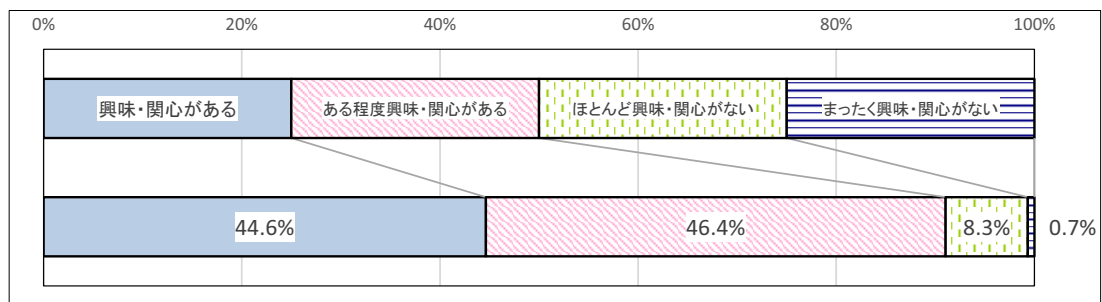 0% 20% 40% 60% 80% 100%
興味・関心がある ある程度興味・関心がある ほとんど興味・関心がない まったく興味・関心がない
44.6% 46.4% 8.3% 0.7%